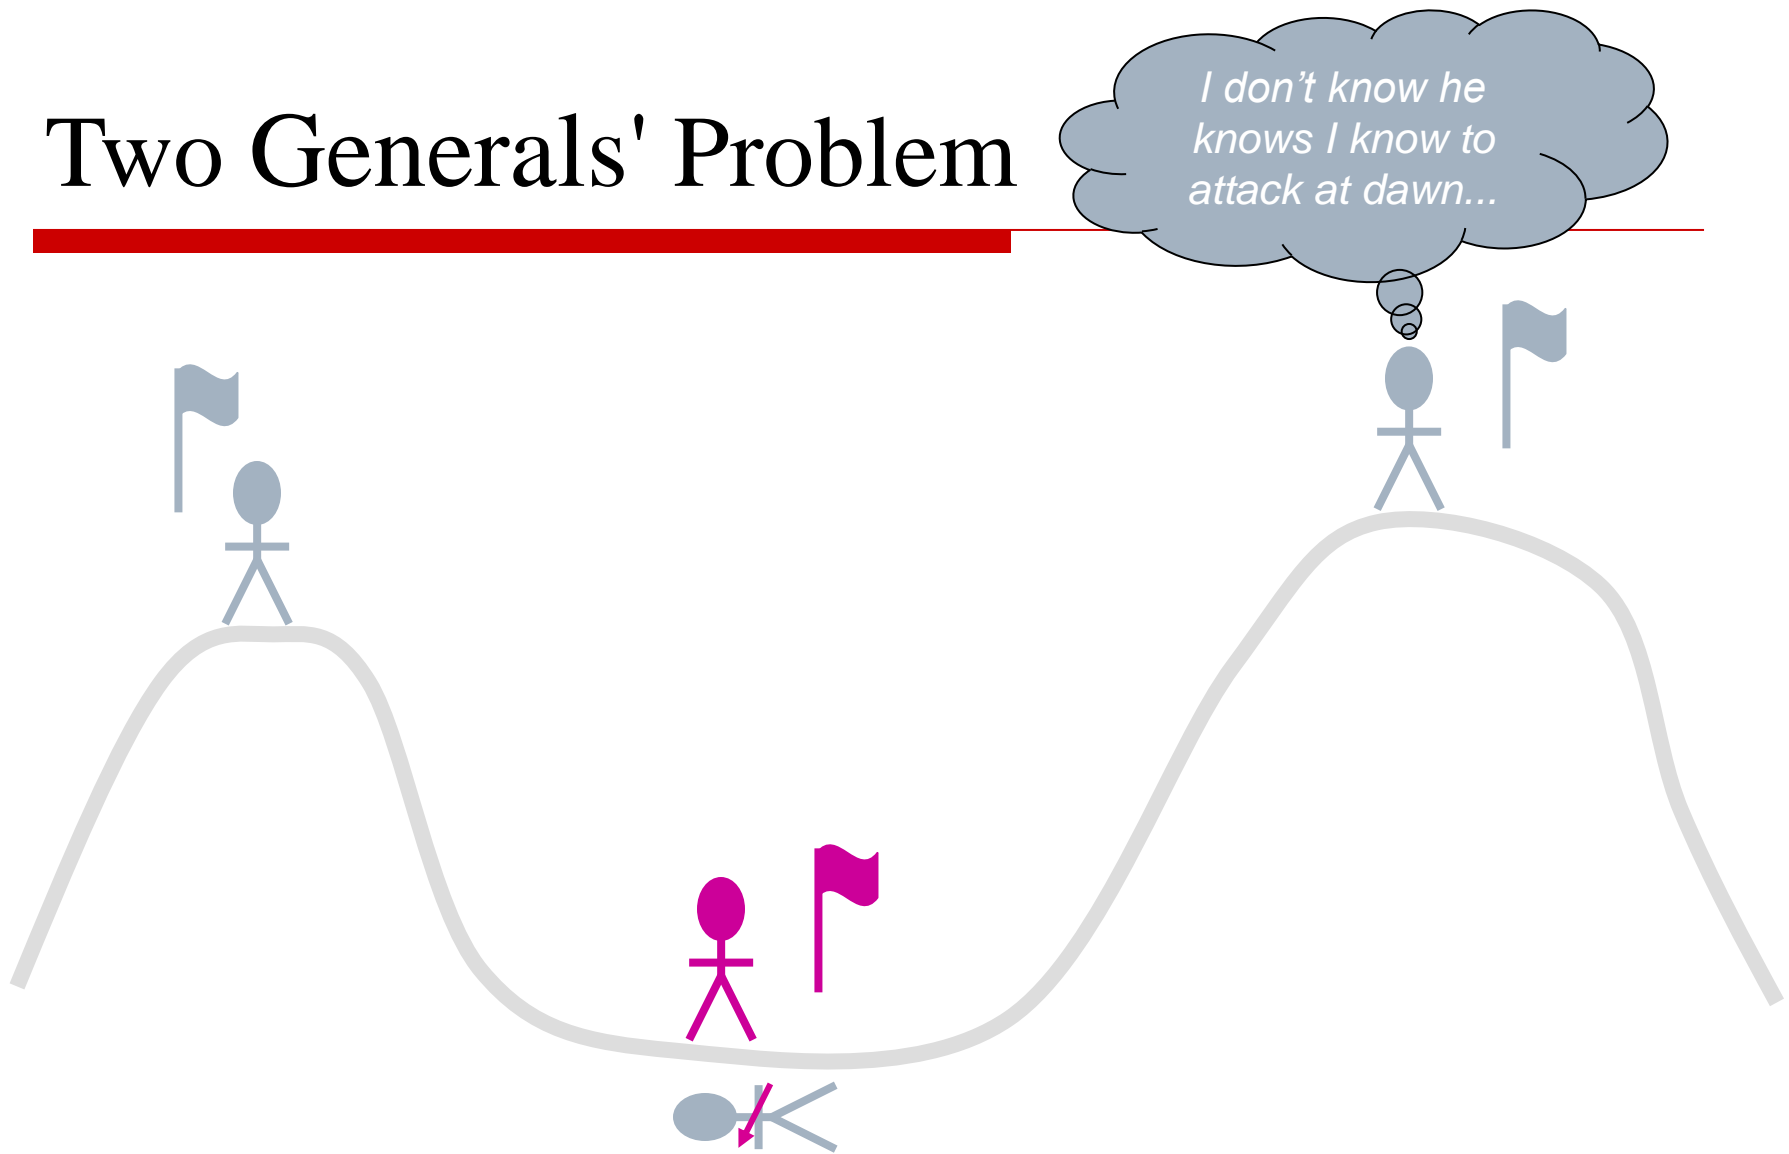 Two Generals' Problem
I don’t know he
knows I know to
attack at dawn...